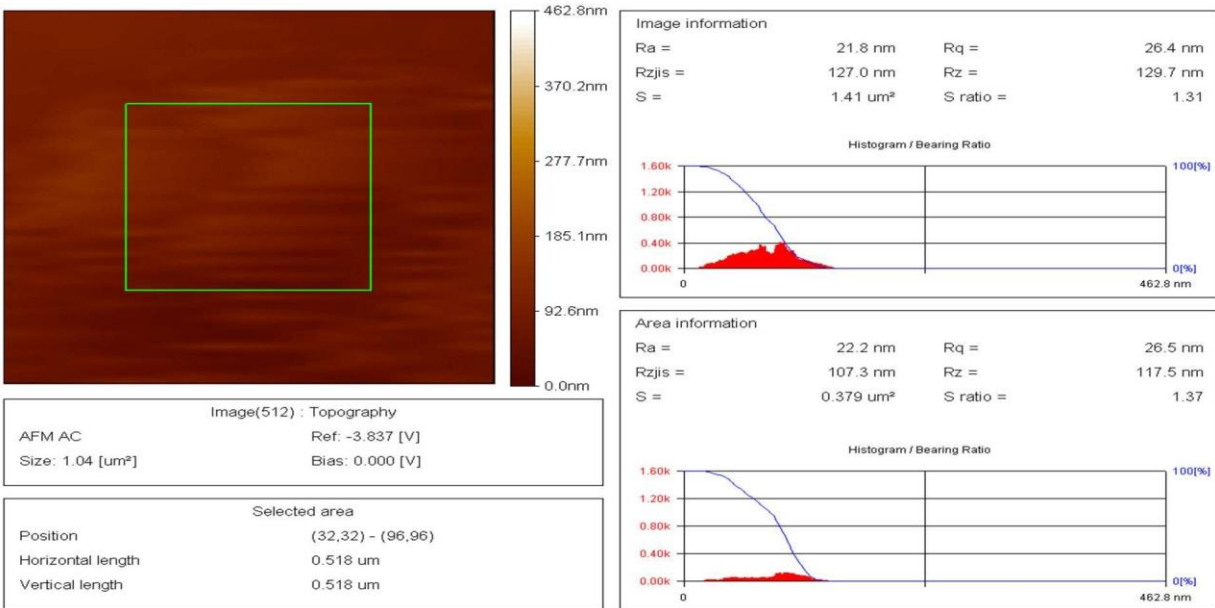 462.8nm
370.2nm
277.7nm
185.1nm
92.6nm
0.0nm
Image(512) : Topography
AFM AC Ref: -3.837 [V]
Size: 1.04 [um²] Bias: 0.000 [V]
Selected area
Position (32,32) - (96,96)
Horizontal length 0.518 um
Vertical length 0.518 um
Image information
Ra = 21.8 nm Rq = 26.4 nm
Rzjis = 127.0 nm Rz = 129.7 nm
S = 1.41 um² S ratio = 1.31
Histogram / Bearing Ratio
1.60k 100[%]
1.20k
0.80k
0.40k
0.00k 0[%]
0 462.8 nm
Area information
Ra = 22.2 nm Rq = 26.5 nm
Rzjis = 107.3 nm Rz = 117.5 nm
S = 0.379 um² S ratio = 1.37
Histogram / Bearing Ratio
1.60k 100[%]
1.20k
0.80k
0.40k
0.00k 0[%]
0 462.8 nm